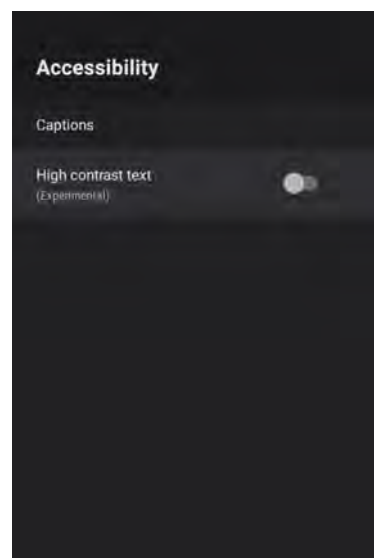 Accessibility
Captions
High contrast text
(Experimental)